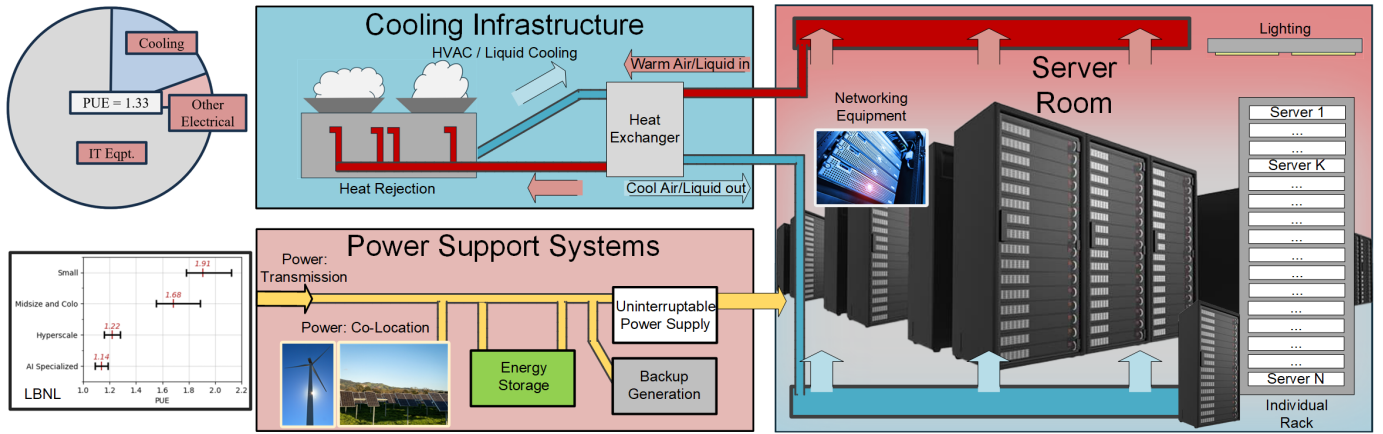 Cooling
PUE = 1.33
Other
Electrical
IT Eqpt.
Small
Midsize and Colo
Hyperscale
AI Specialized
1.91
1.68
1.22
1.14
1.0
1.2
1.4
1.6
1.8
2.0
2.2
PUE
LBNL
Cooling Infrastructure
HVAC / Liquid Cooling
Warm Air/Liquid in
Heat
Exchanger
Heat Rejection
Cool Air/Liquid out
Power Support Systems
Power:
Transmission
Power: Co-Location
Energy
Storage
Uninterruptable
Power Supply
Backup
Generation
Server
Room
Lighting
Networking
Equipment
Server 1
...
...
Server K
...
...
...
...
...
...
...
...
...
...
...
Server N
Individual
Rack